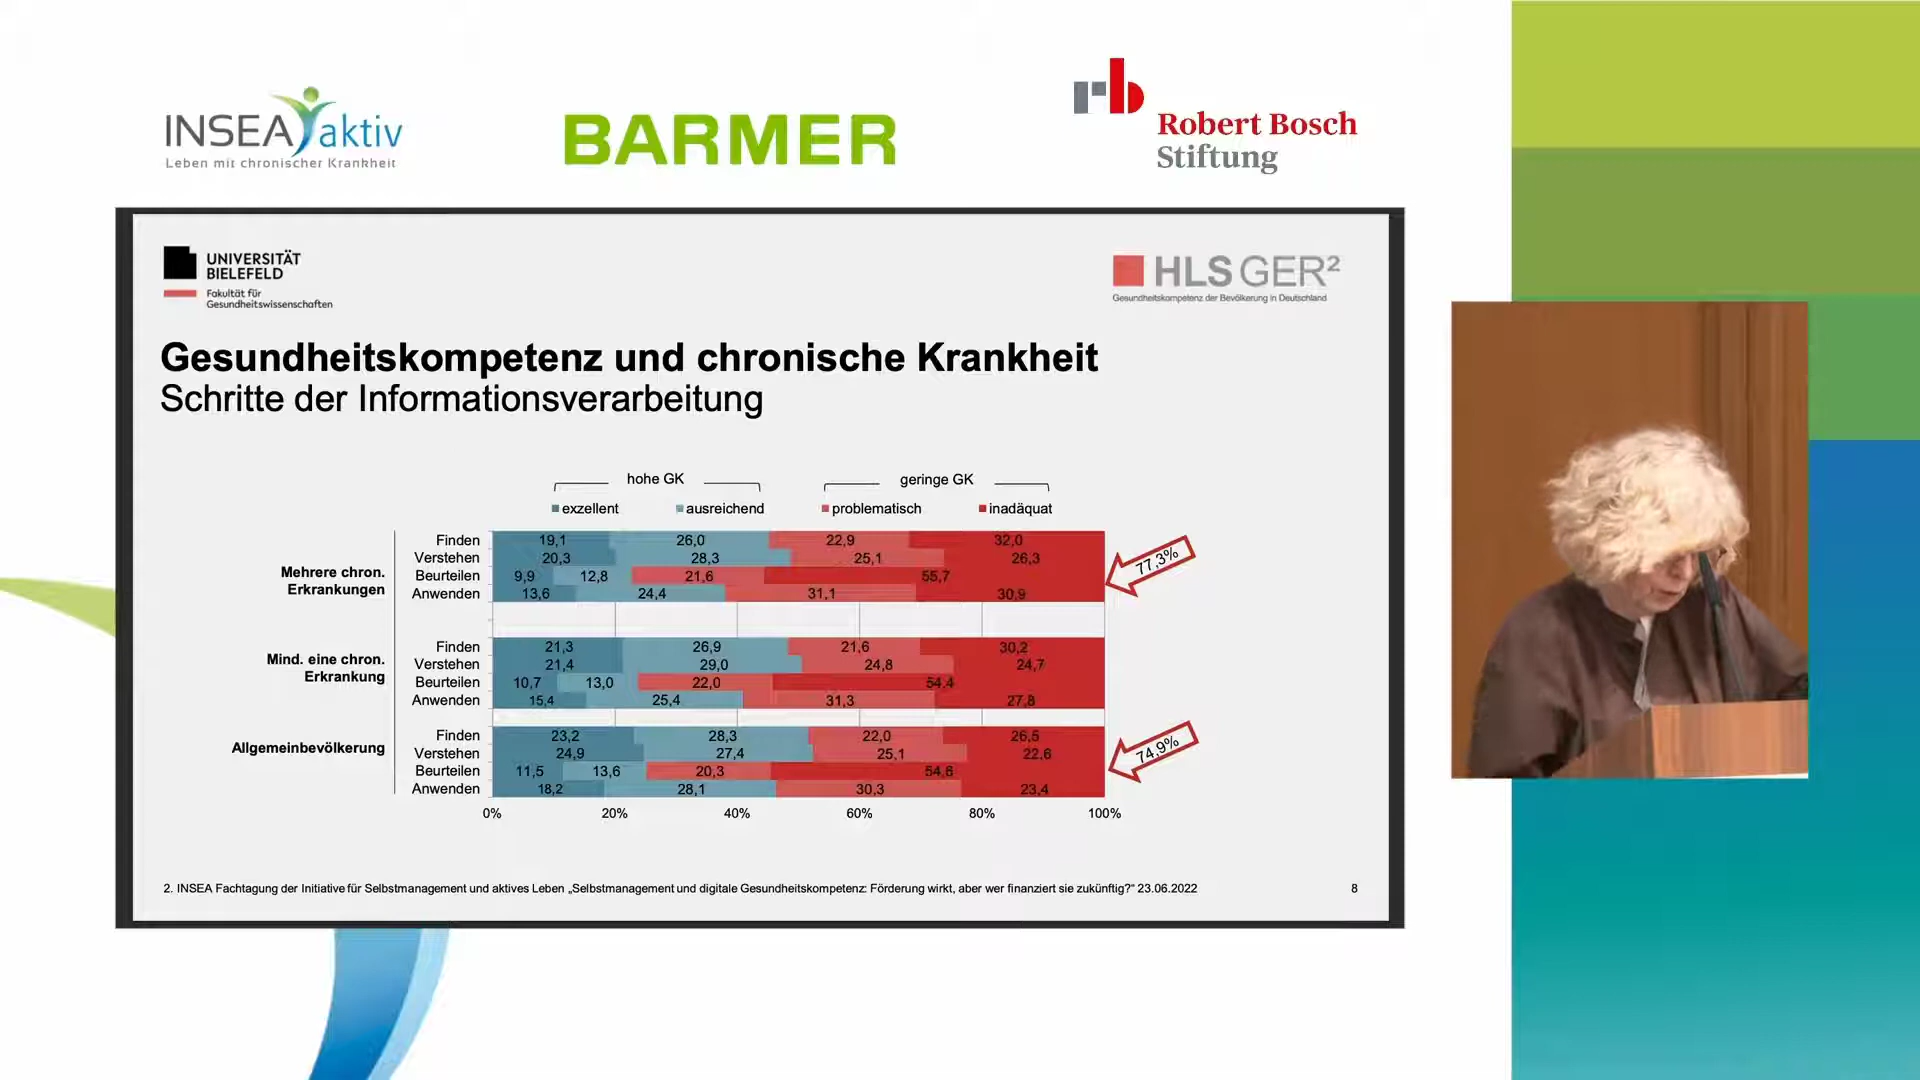 INSEA aktiv
Leben mit chronischer Krankheit
BARMER
rb
Robert Bosch
Stiftung
UNIVERSITÄT
BIELEFELD
Fakultät für
Gesundheitswissenschaften
HLS GER²
Gesundheitskompetenz der Bevölkerung in Deutschland
Gesundheitskompetenz und chronische Krankheit
Schritte der Informationsverarbeitung
hohe GK geringe GK
exzellent ausreichend problematisch inadäquat
Mehrere chron.
Erkrankungen
Finden 19,1 26,0 22,9 32,0
Verstehen 20,3 28,3 25,1 26,3
Beurteilen 9,9 12,8 21,6 55,7
Anwenden 13,6 24,4 31,1 30,9
77,3%
Mind. eine chron.
Erkrankung
Finden 21,3 26,9 21,6 30,2
Verstehen 21,4 29,0 24,8 24,7
Beurteilen 10,7 13,0 22,0 54,4
Anwenden 15,4 25,4 31,3 27,8
Allgemeinbevölkerung
Finden 23,2 28,3 22,0 26,5
Verstehen 24,9 27,4 25,1 22,6
Beurteilen 11,5 13,6 20,3 54,6
Anwenden 18,2 28,1 30,3 23,4
74,9%
0% 20% 40% 60% 80% 100%
2. INSEA Fachtagung der Initiative für Selbstmanagement und aktives Leben „Selbstmanagement und digitale Gesundheitskompetenz: Förderung wirkt, aber wer finanziert sie zukünftig?“ 23.06.2022
8